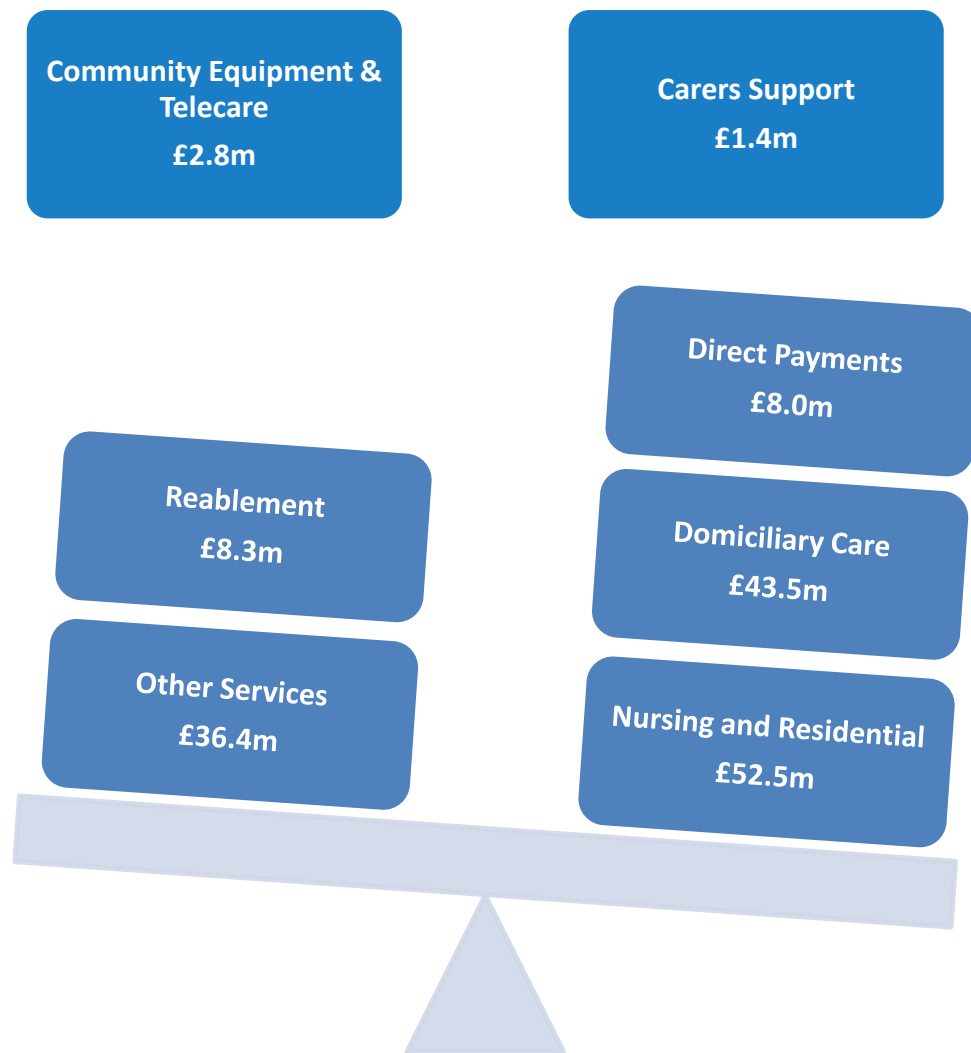 Community Equipment &
Telecare
£2.8m
Carers Support
£1.4m
Direct Payments
£8.0m
Reablement
£8.3m
Domiciliary Care
£43.5m
Other Services
£36.4m
Nursing and Residential
£52.5m